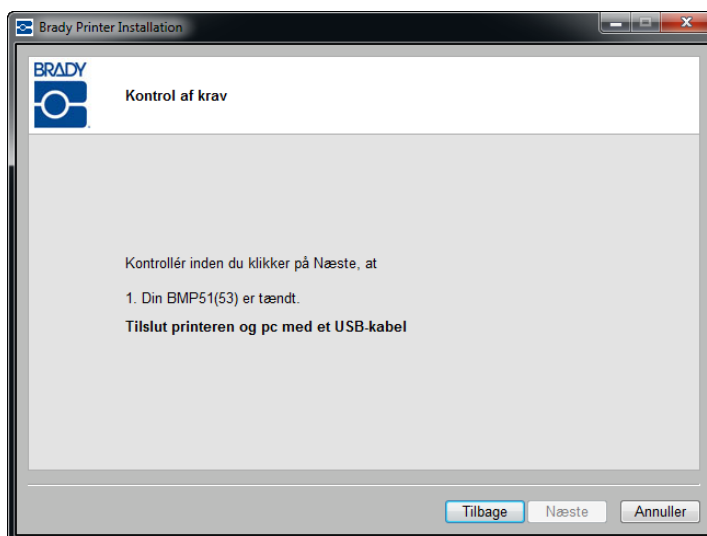 Brady Printer Installation
BRADY
Kontrol af krav
Kontrollér inden du klikker på Næste, at
1. Din BMP51(53) er tændt.
Tilslut printeren og pc med et USB-kabel
Tilbage
Næste
Annuller